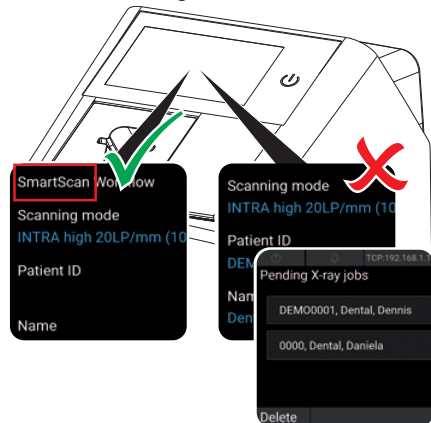 SmartScan Workflow
Scanning mode
INTRA high 20LP/mm (10
Patient ID
Name
Scanning mode
INTRA high 20LP/mm (10
Patient ID
DEM
Nam
Den
TCP:192.168.1.1
Pending X-ray jobs
DEMO0001, Dental, Dennis
0000, Dental, Daniela
Delete